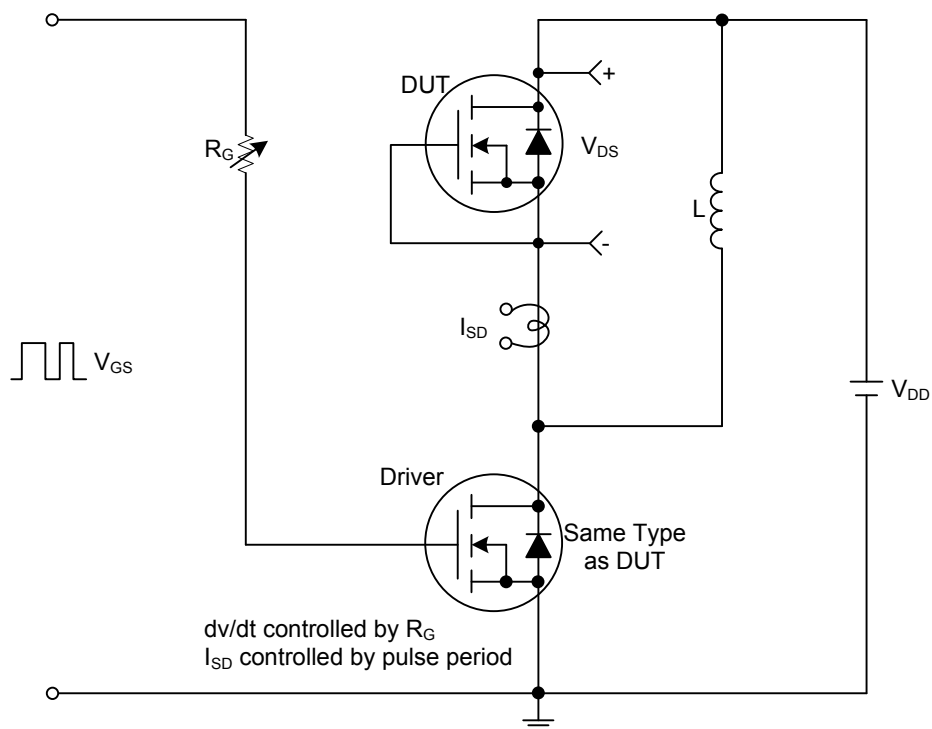 DUT
+
R_G
V_DS
L
-
I_SD
V_GS
V_DD
Driver
Same Type
as DUT
dv/dt controlled by R_G
I_SD controlled by pulse period